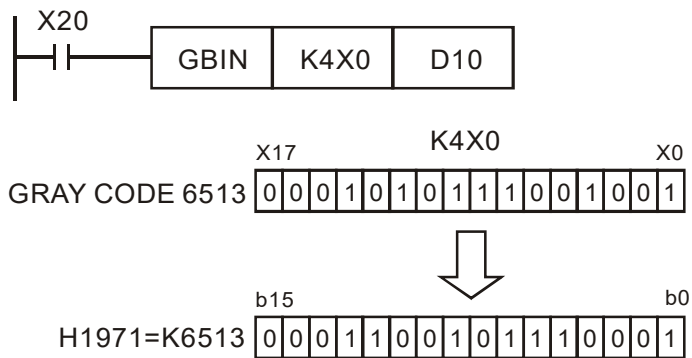 X20
GBIN K4X0 D10
K4X0
X17 X0
GRAY CODE 6513 0 0 0 1 0 1 0 1 1 1 0 0 1 0 0 1
b15 b0
H1971=K6513 0 0 0 1 1 0 0 1 0 1 1 1 0 0 0 1